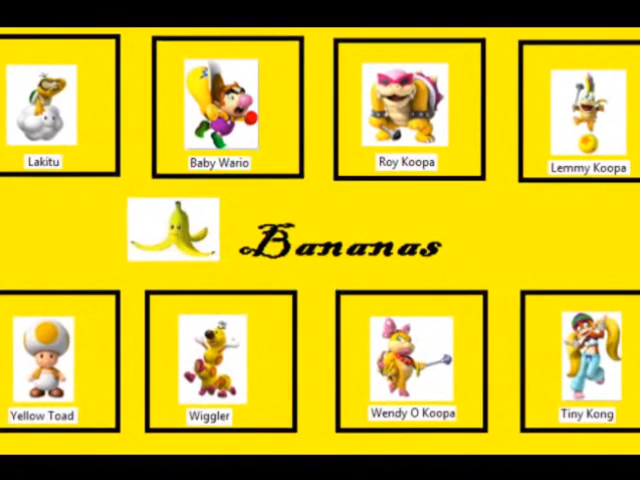 Lakitu
Baby Wario
Roy Koopa
Lemmy Koopa
Bananas
Yellow Toad
Wiggler
Wendy O Koopa
Tiny Kong